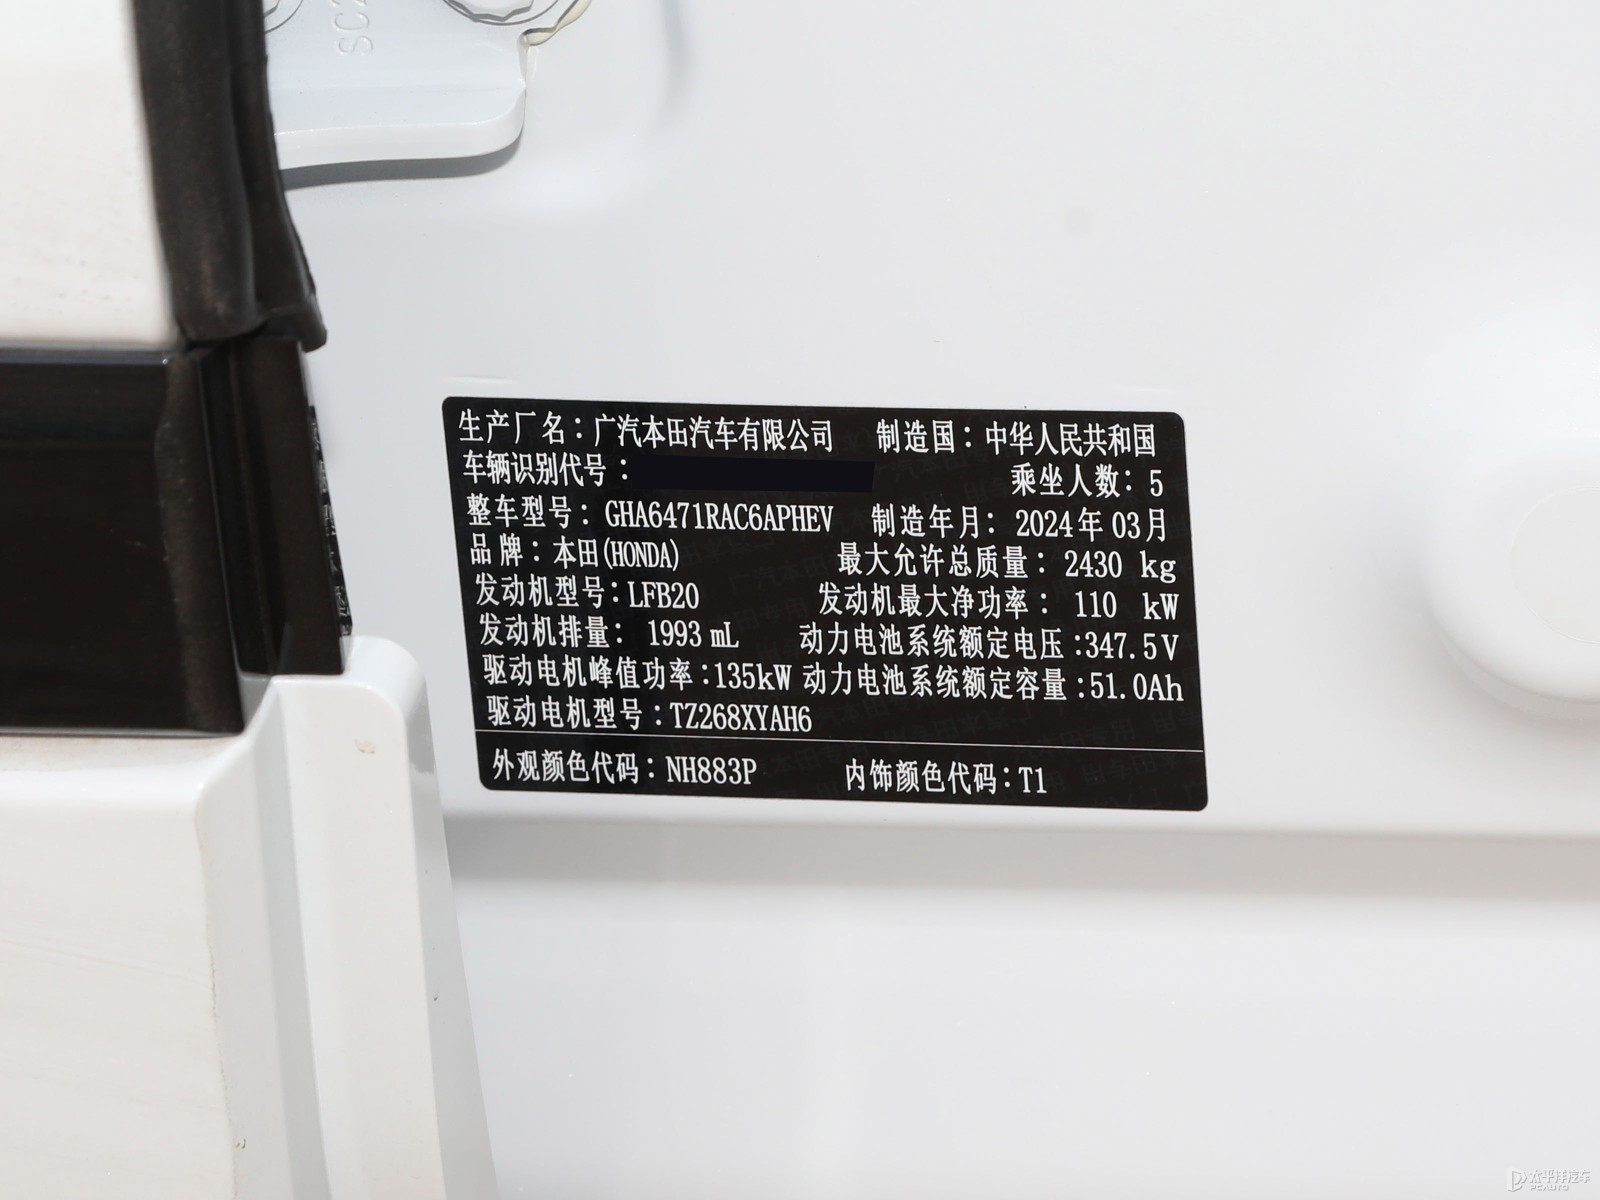 生产厂名：广汽本田汽车有限公司 制造国：中华人民共和国
车辆识别代号： 乘坐人数：5
整车型号：GHA6471RAC6APHEV 制造年月：2024年03月
品牌：本田(HONDA) 最大允许总质量：2430 kg
发动机型号：LFB20 发动机最大净功率：110 kW
发动机排量：1993 mL 动力电池系统额定电压：347.5V
驱动电机峰值功率：135kW 动力电池系统额定容量：51.0Ah
驱动电机型号：TZ268XYAH6
外观颜色代码：NH883P 内饰颜色代码：T1
太平洋汽车
PCAUTO